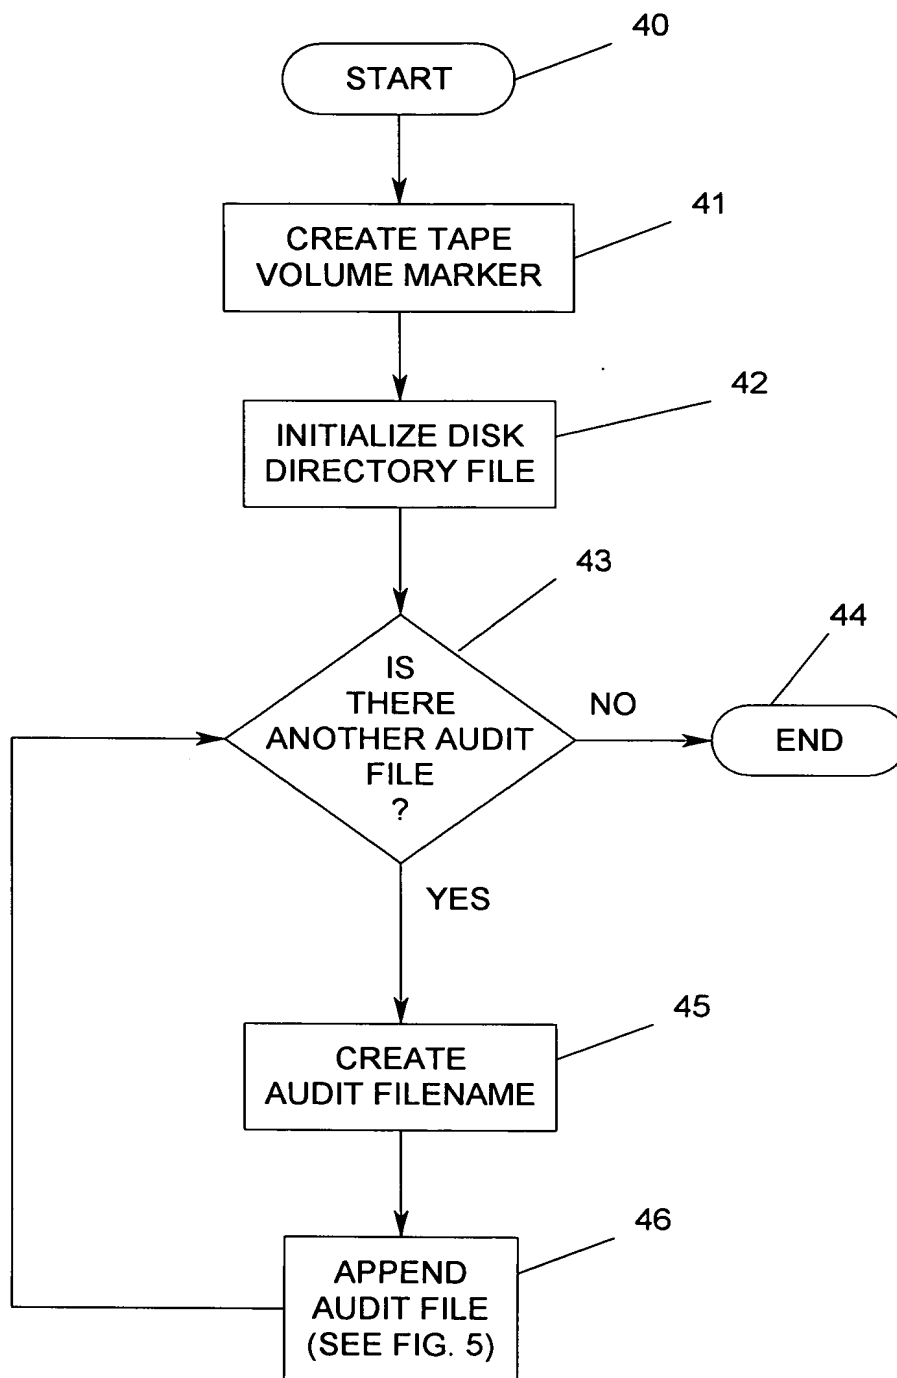 40
START
41
CREATE TAPE
VOLUME MARKER
42
INITIALIZE DISK
DIRECTORY FILE
43
IS
THERE
ANOTHER AUDIT
FILE
?
NO
44
END
YES
45
CREATE
AUDIT FILENAME
46
APPEND
AUDIT FILE
(SEE FIG. 5)